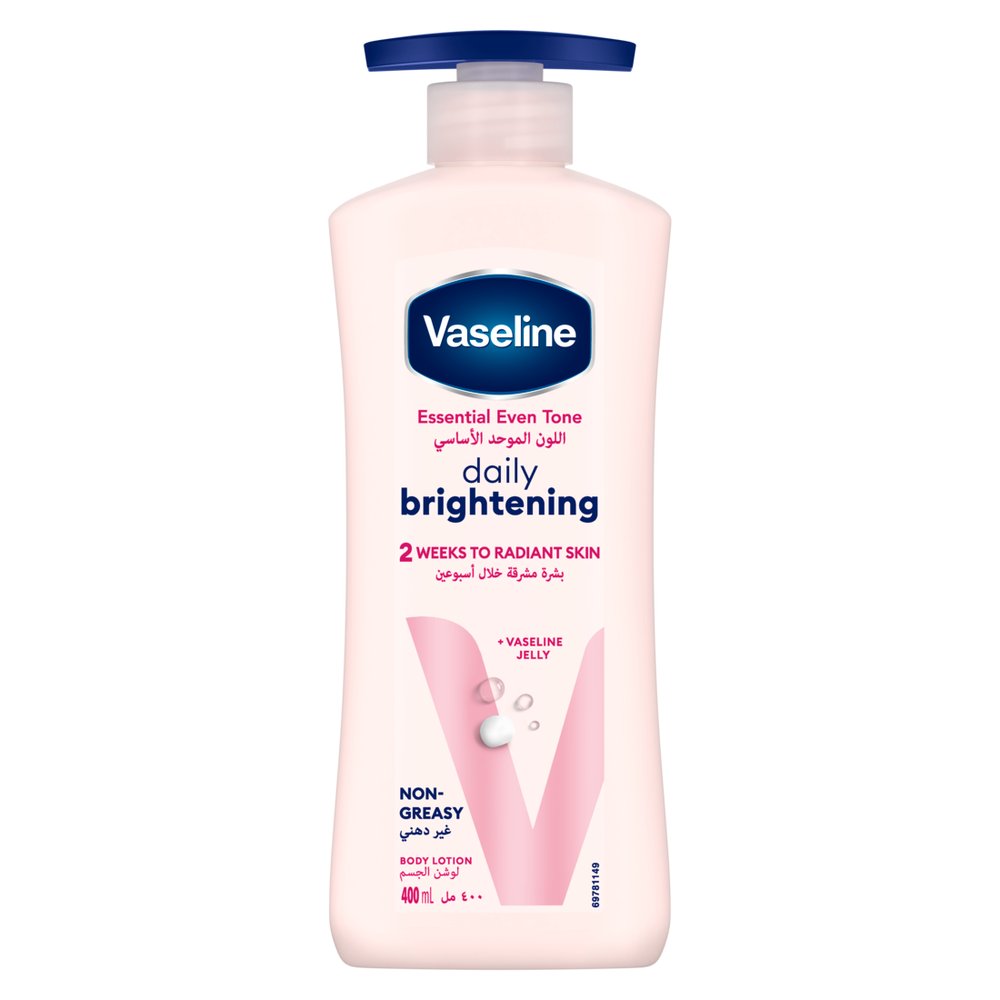 Vaseline
Essential Even Tone
اللون الموحد الأساسي
daily
brightening
2 WEEKS TO RADIANT SKIN
بشرة مشرقة خلال أسبوعين
+ VASELINE
JELLY
NON-
GREASY
غير دهني
BODY LOTION
لوشن الجسم
400 mL ٤٠٠ مل
69781149